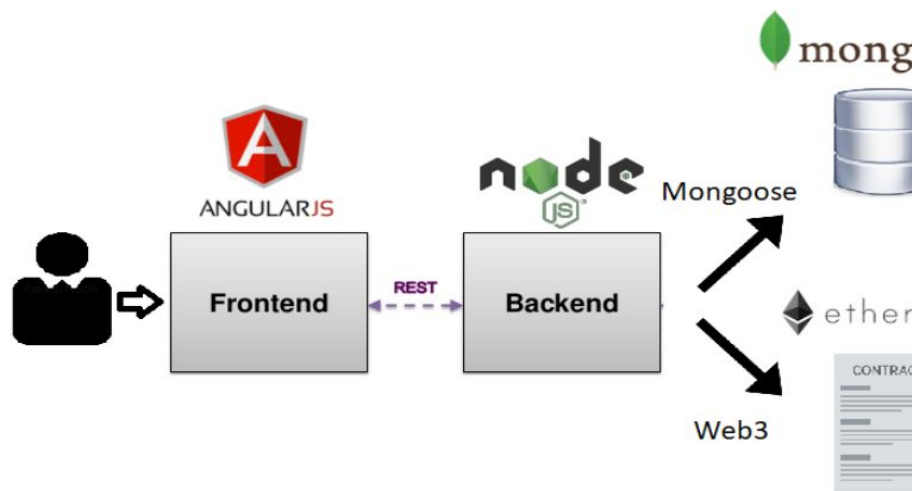 mong
ANGULARJS
node
JS
Mongoose
Frontend
REST
Backend
ether
CONTRAC
Web3